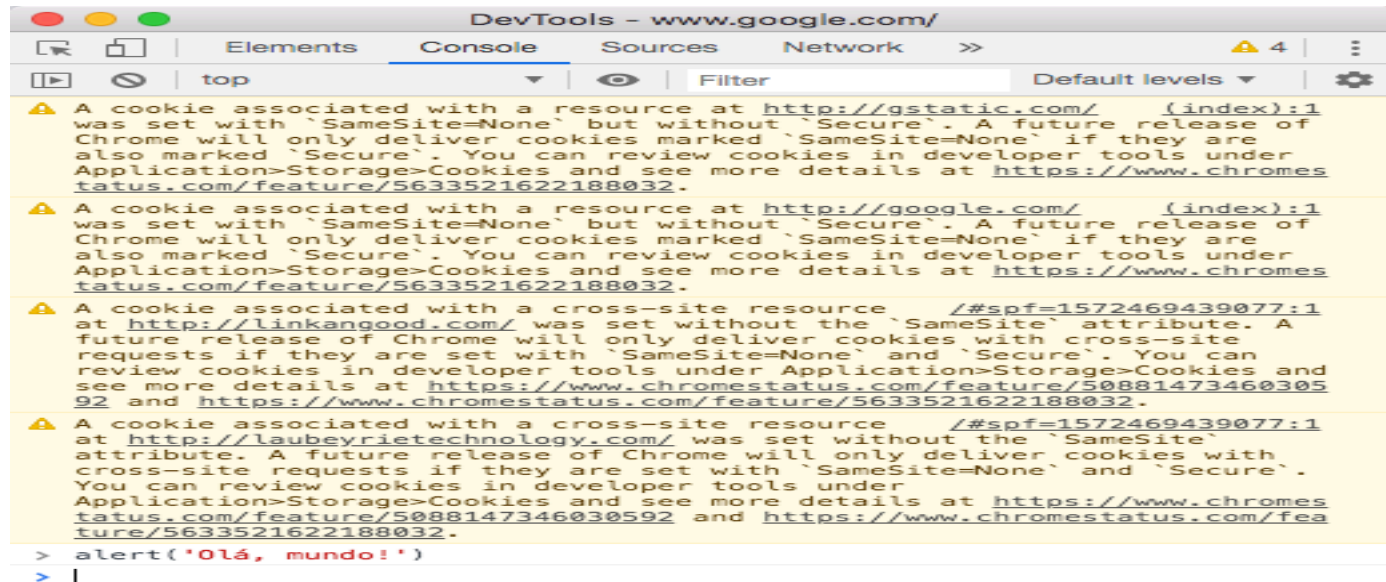 DevTools - www.google.com/
Elements Console Sources Network » 4
top Filter Default levels
A cookie associated with a resource at http://gstatic.com/ (index):1
was set with `SameSite=None` but without `Secure`. A future release of
Chrome will only deliver cookies marked `SameSite=None` if they are
also marked `Secure`. You can review cookies in developer tools under
Application>Storage>Cookies and see more details at https://www.chromes
tatus.com/feature/5633521622188032.
A cookie associated with a resource at http://google.com/ (index):1
was set with `SameSite=None` but without `Secure`. A future release of
Chrome will only deliver cookies marked `SameSite=None` if they are
also marked `Secure`. You can review cookies in developer tools under
Application>Storage>Cookies and see more details at https://www.chromes
tatus.com/feature/5633521622188032.
A cookie associated with a cross-site resource /#spf=1572469439077:1
at http://linkangood.com/ was set without the `SameSite` attribute. A
future release of Chrome will only deliver cookies with cross-site
requests if they are set with `SameSite=None` and `Secure`. You can
review cookies in developer tools under Application>Storage>Cookies and
see more details at https://www.chromestatus.com/feature/50881473460305
92 and https://www.chromestatus.com/feature/5633521622188032.
A cookie associated with a cross-site resource /#spf=1572469439077:1
at http://laubeyrietechnology.com/ was set without the `SameSite`
attribute. A future release of Chrome will only deliver cookies with
cross-site requests if they are set with `SameSite=None` and `Secure`.
You can review cookies in developer tools under
Application>Storage>Cookies and see more details at https://www.chromes
tatus.com/feature/5088147346030592 and https://www.chromestatus.com/fea
ture/5633521622188032.
> alert('Olá, mundo!')
>